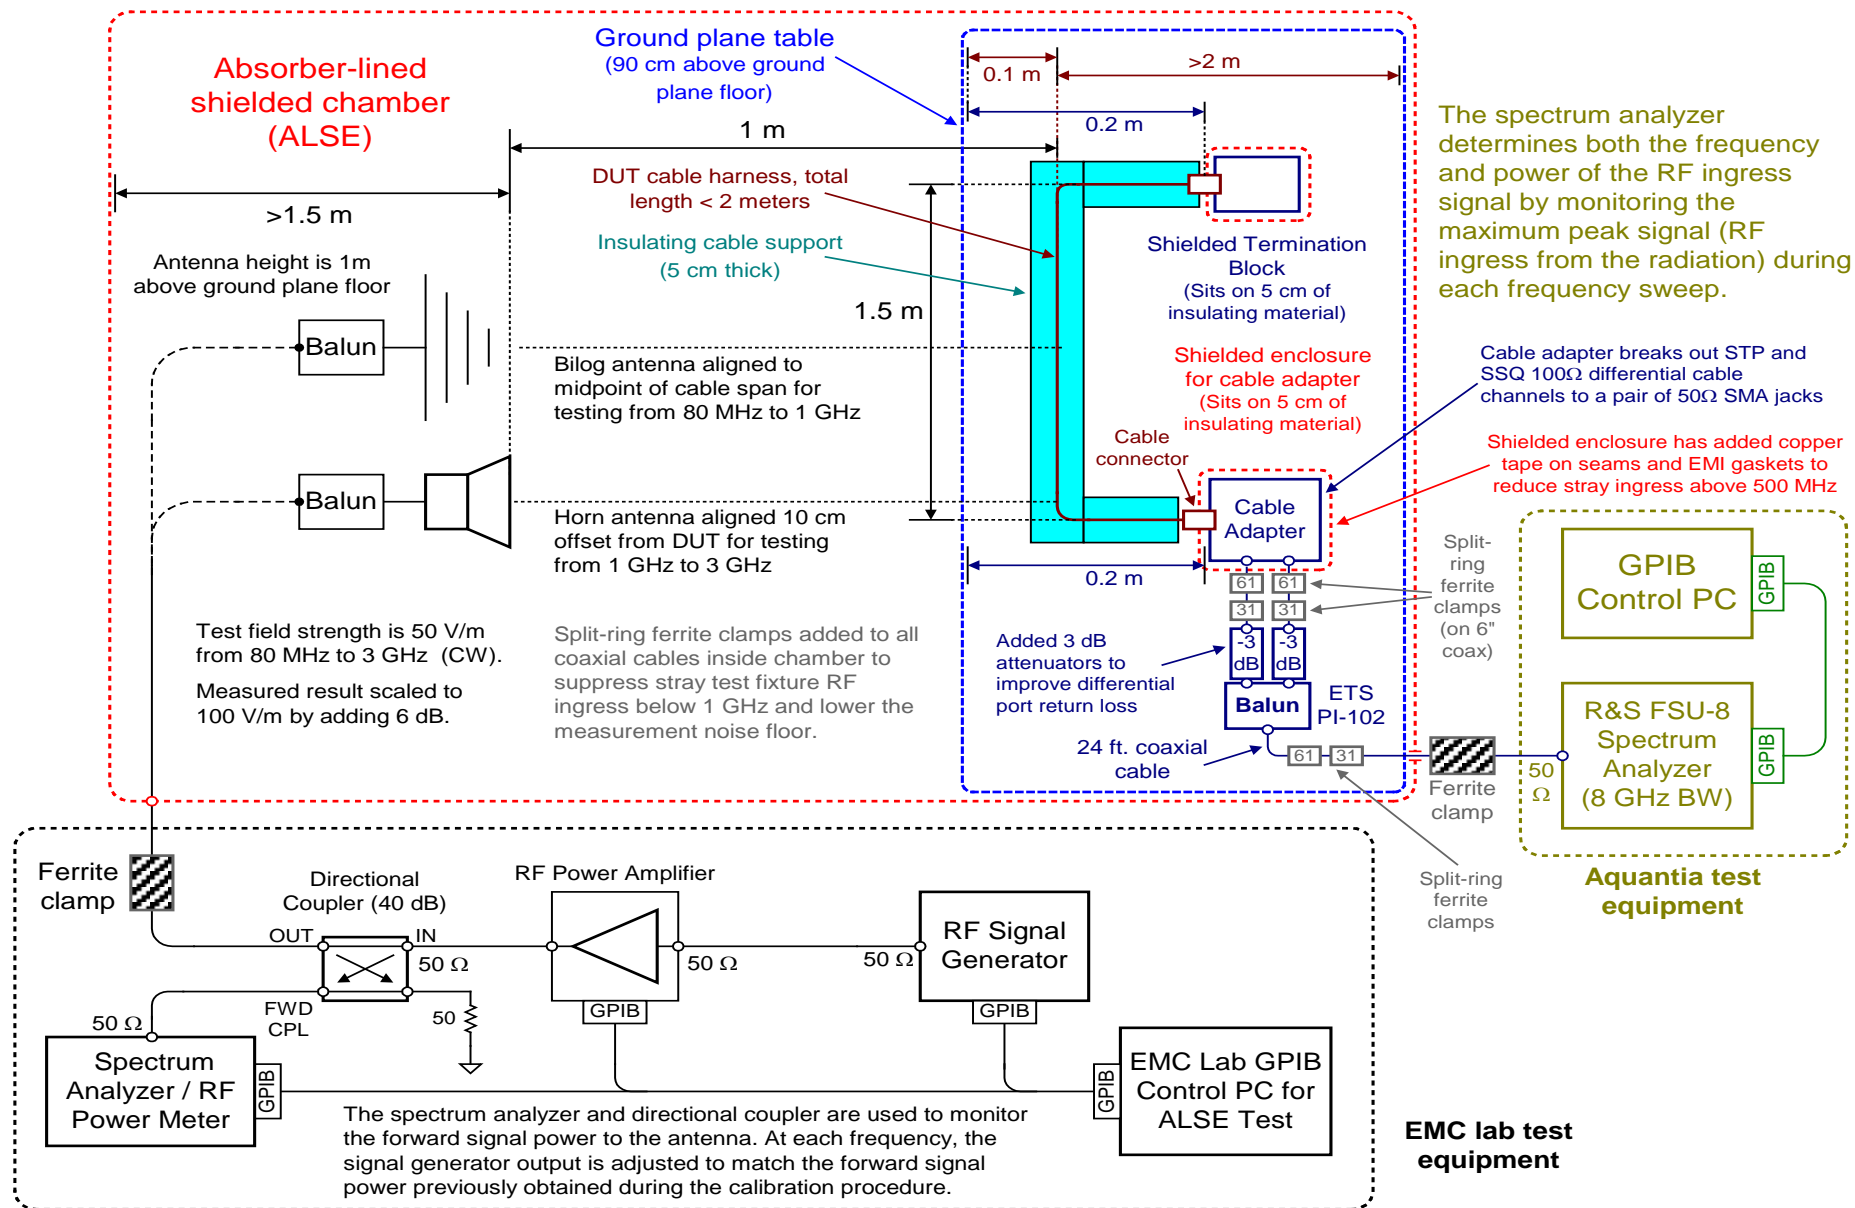 Absorber-lined
shielded chamber
(ALSE)
Ground plane table
(90 cm above ground
plane floor)
0.1 m
>2 m
0.2 m
1 m
>1.5 m
DUT cable harness, total
length < 2 meters
Insulating cable support
(5 cm thick)
1.5 m
Shielded Termination
Block
(Sits on 5 cm of
insulating material)
The spectrum analyzer
determines both the frequency
and power of the RF ingress
signal by monitoring the
maximum peak signal (RF
ingress from the radiation) during
each frequency sweep.
Antenna height is 1m
above ground plane floor
Balun
Bilog antenna aligned to
midpoint of cable span for
testing from 80 MHz to 1 GHz
Shielded enclosure
for cable adapter
(Sits on 5 cm of
insulating material)
Cable adapter breaks out STP and
SSQ 100Ω differential cable
channels to a pair of 50Ω SMA jacks
Cable
connector
Shielded enclosure has added copper
tape on seams and EMI gaskets to
reduce stray ingress above 500 MHz
Balun
Horn antenna aligned 10 cm
offset from DUT for testing
from 1 GHz to 3 GHz
Cable
Adapter
0.2 m
61
61
31
31
Split-
ring
ferrite
clamps
(on 6"
coax)
GPIB
Control PC
GPIB
Test field strength is 50 V/m
from 80 MHz to 3 GHz  (CW).
Measured result scaled to
100 V/m by adding 6 dB.
Split-ring ferrite clamps added to all
coaxial cables inside chamber to
suppress stray test fixture RF
ingress below 1 GHz and lower the
measurement noise floor.
Added 3 dB
attenuators to
improve differential
port return loss
-3
dB
-3
dB
Balun
ETS
PI-102
24 ft. coaxial
cable
61
31
Ferrite
clamp
50
Ω
R&S FSU-8
Spectrum
Analyzer
(8 GHz BW)
GPIB
Split-ring
ferrite
clamps
Aquantia test
equipment
Ferrite
clamp
Directional
Coupler (40 dB)
RF Power Amplifier
OUT
IN
50 Ω
50 Ω
50 Ω
RF Signal
Generator
FWD
CPL
50
50 Ω
GPIB
GPIB
Spectrum
Analyzer / RF
Power Meter
GPIB
GPIB
EMC Lab GPIB
Control PC for
ALSE Test
The spectrum analyzer and directional coupler are used to monitor
the forward signal power to the antenna. At each frequency, the
signal generator output is adjusted to match the forward signal
power previously obtained during the calibration procedure.
EMC lab test
equipment